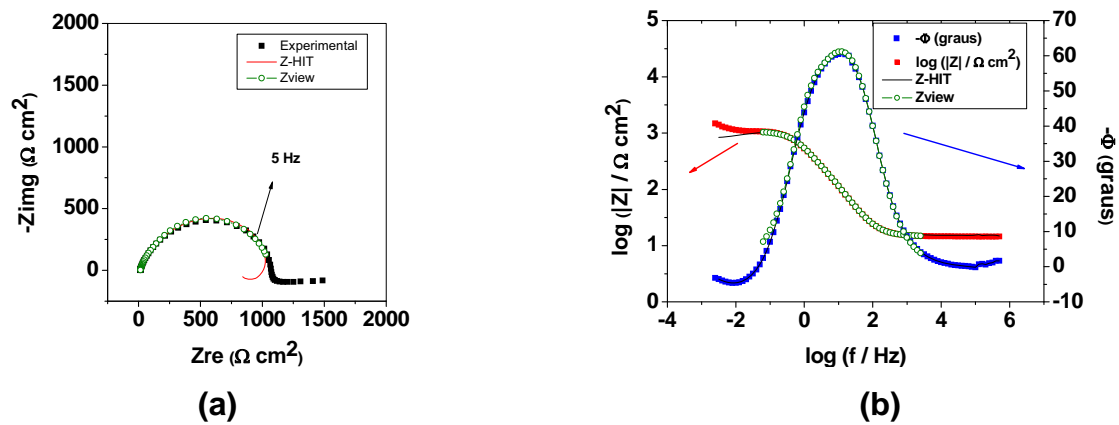 2000
1500
1000
500
0
-Zimg (Ω cm²)
Experimental
Z-HIT
Zview
5 Hz
0 500 1000 1500 2000
Zre (Ω cm²)
(a)
5
4
3
2
1
0
log (|Z| / Ω cm²)
-Φ (graus)
log (|Z| / Ω cm²)
Z-HIT
Zview
70
60
50
40
30
20
10
0
-10
-Φ (graus)
-4 -2 0 2 4 6 8
log (f / Hz)
(b)